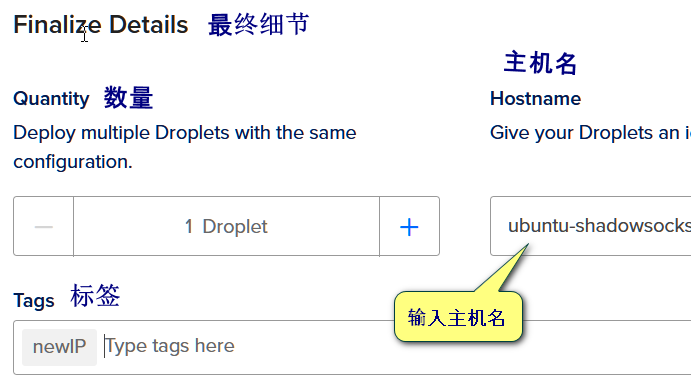 Finalize Details 最终细节
主机名
Quantity 数量
Hostname
Deploy multiple Droplets with the same
configuration.
Give your Droplets an i
1 Droplet
ubuntu-shadowsocks
Tags 标签
输入主机名
newIP Type tags here